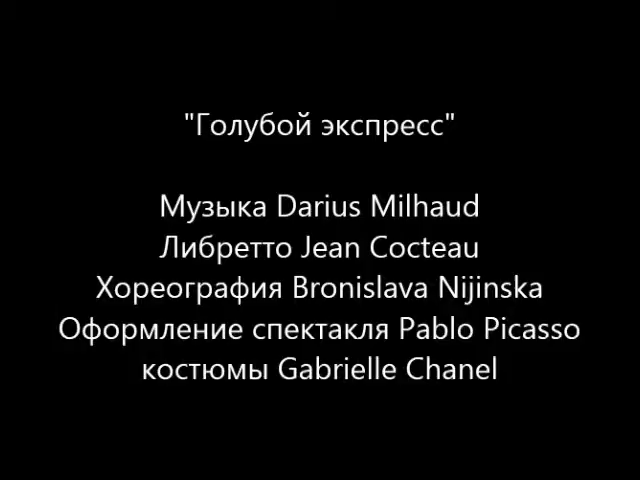 "Голубой экспресс"
Музыка Darius Milhaud
Либретто Jean Cocteau
Хореография Bronislava Nijinska
Оформление спектакля Pablo Picasso
костюмы Gabrielle Chanel